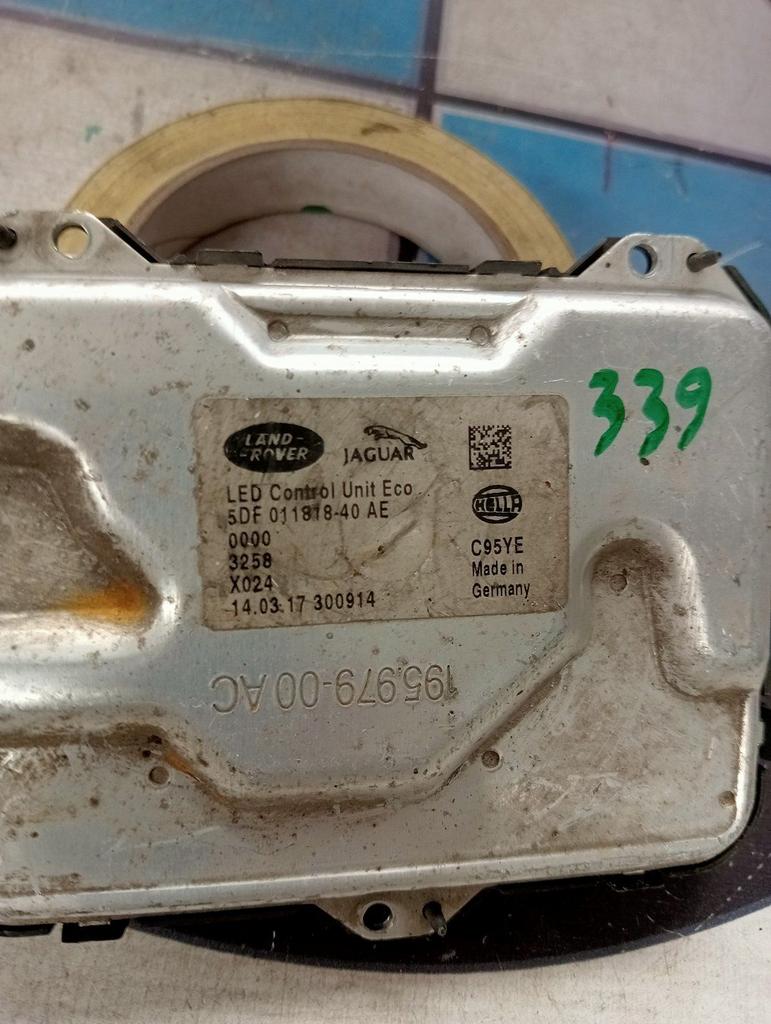 339
LAND-
ROVER
JAGUAR
LED Control Unit Eco
5DF 011818-40 AE
0000
3258
X024
14.03.17 300914
HELLA
C95YE
Made in
Germany
195.979-00 AC